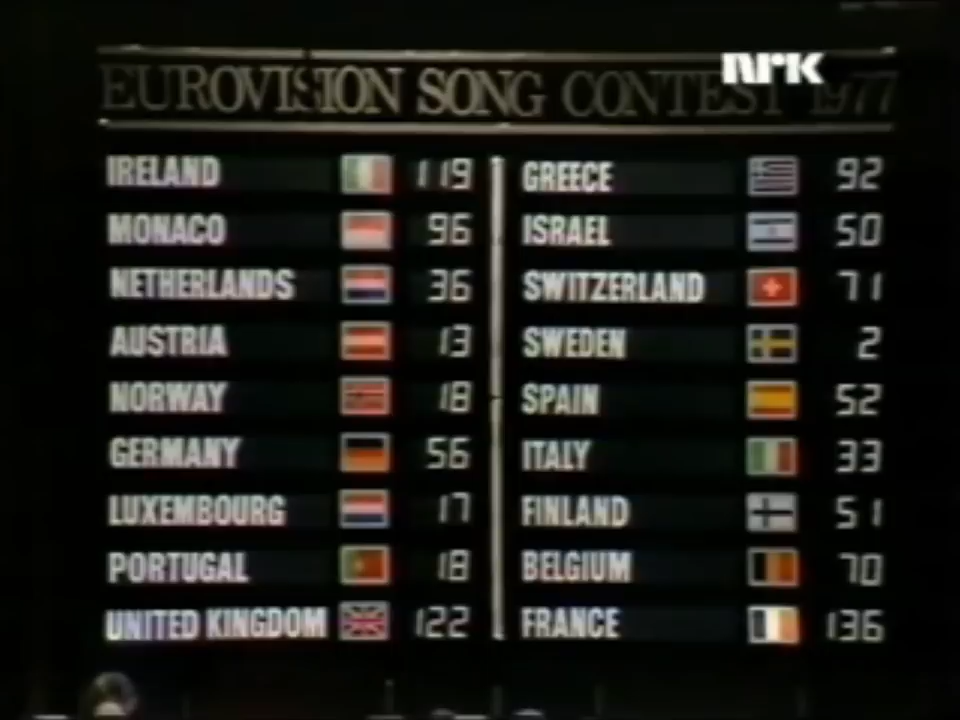 nrk
EUROVISION SONG CONTEST 1977
IRELAND 119
MONACO 96
NETHERLANDS 36
AUSTRIA 13
NORWAY 18
GERMANY 56
LUXEMBOURG 17
PORTUGAL 18
UNITED KINGDOM 122
GREECE 92
ISRAEL 50
SWITZERLAND 71
SWEDEN 2
SPAIN 52
ITALY 33
FINLAND 51
BELGIUM 70
FRANCE 136